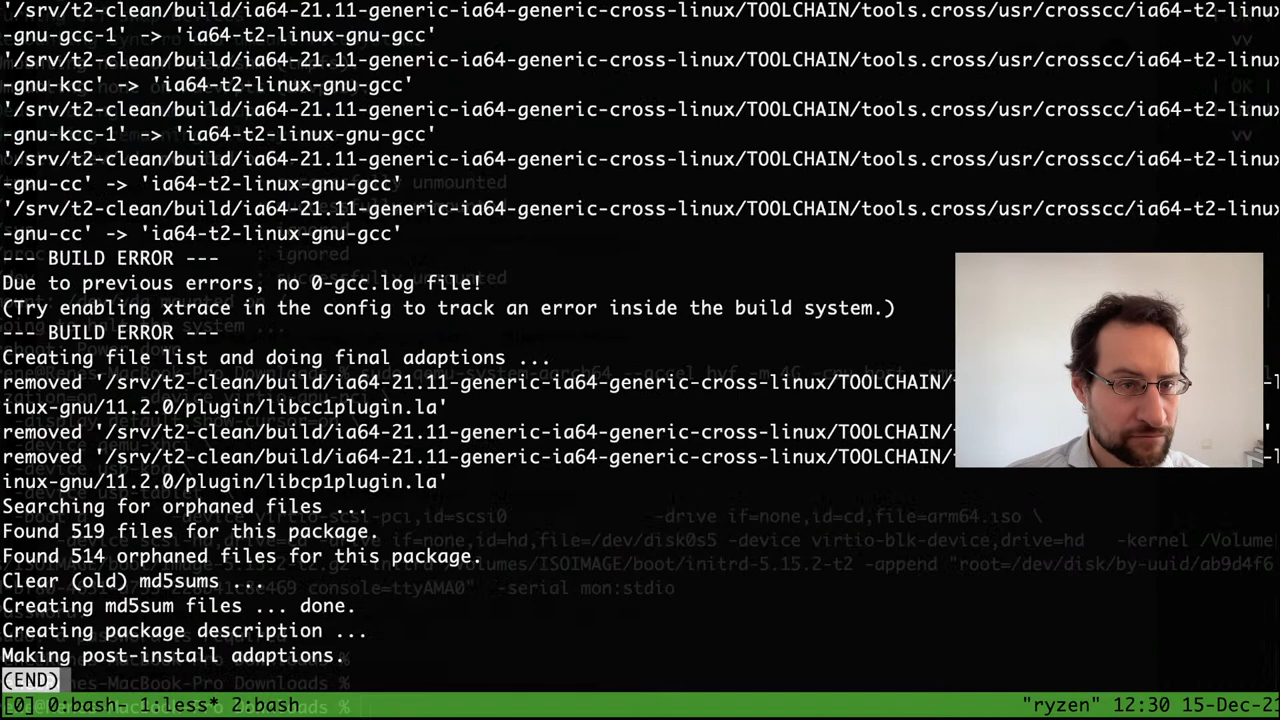 '/srv/t2-clean/build/ia64-21.11-generic-ia64-generic-cross-linux/TOOLCHAIN/tools.cross/usr/crosscc/ia64-t2-linux
-gnu-gcc-1' -> 'ia64-t2-linux-gnu-gcc'
'/srv/t2-clean/build/ia64-21.11-generic-ia64-generic-cross-linux/TOOLCHAIN/tools.cross/usr/crosscc/ia64-t2-linux
-gnu-kcc' -> 'ia64-t2-linux-gnu-gcc'
'/srv/t2-clean/build/ia64-21.11-generic-ia64-generic-cross-linux/TOOLCHAIN/tools.cross/usr/crosscc/ia64-t2-linux
-gnu-kcc-1' -> 'ia64-t2-linux-gnu-gcc'
'/srv/t2-clean/build/ia64-21.11-generic-ia64-generic-cross-linux/TOOLCHAIN/tools.cross/usr/crosscc/ia64-t2-linux
-gnu-cc' -> 'ia64-t2-linux-gnu-gcc'
'/srv/t2-clean/build/ia64-21.11-generic-ia64-generic-cross-linux/TOOLCHAIN/tools.cross/usr/crosscc/ia64-t2-linux
-gnu-cc' -> 'ia64-t2-linux-gnu-gcc'
--- BUILD ERROR ---
Due to previous errors, no 0-gcc.log file!
(Try enabling xtrace in the config to track an error inside the build system.)
--- BUILD ERROR ---
Creating file list and doing final adaptions ...
removed '/srv/t2-clean/build/ia64-21.11-generic-ia64-generic-cross-linux/TOOLCHAIN/
inux-gnu/11.2.0/plugin/libcc1plugin.la'
removed '/srv/t2-clean/build/ia64-21.11-generic-ia64-generic-cross-linux/TOOLCHAIN/
removed '/srv/t2-clean/build/ia64-21.11-generic-ia64-generic-cross-linux/TOOLCHAIN/
inux-gnu/11.2.0/plugin/libcp1plugin.la'
Searching for orphaned files ...
Found 519 files for this package.
Found 514 orphaned files for this package.
Clear (old) md5sums ...
Creating md5sum files ... done.
Creating package description ...
Making post-install adaptions.
(END)
[0] 0:bash- 1:less* 2:bash "ryzen" 12:30 15-Dec-21